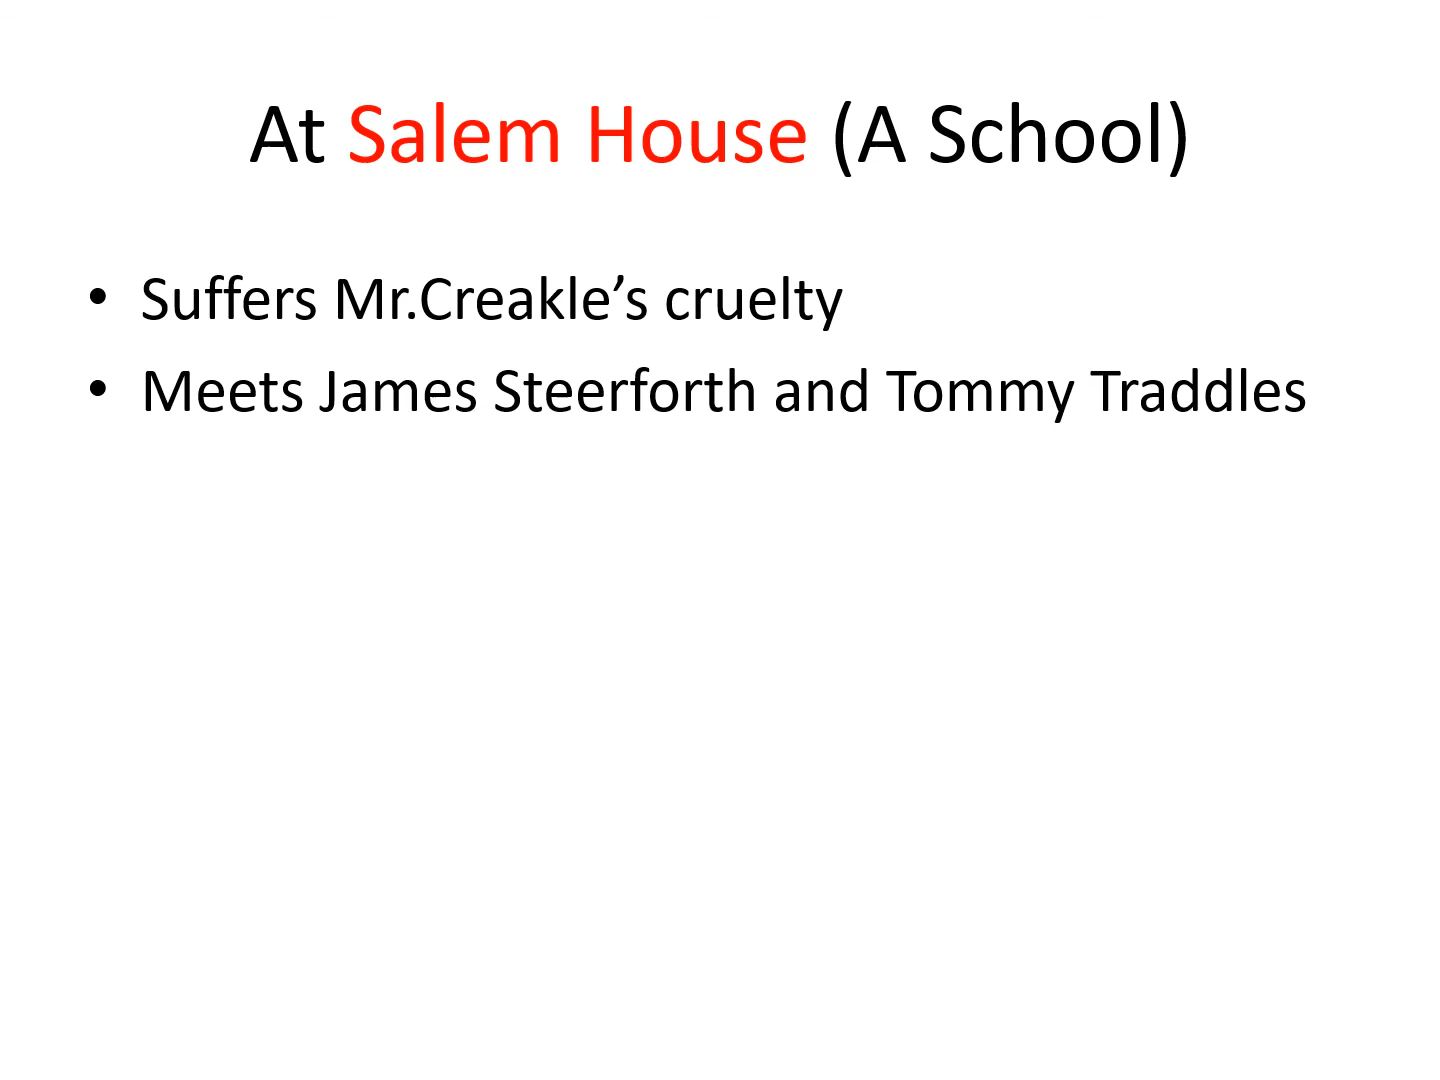 At Salem House (A School)
• Suffers Mr.Creakle’s cruelty
• Meets James Steerforth and Tommy Traddles